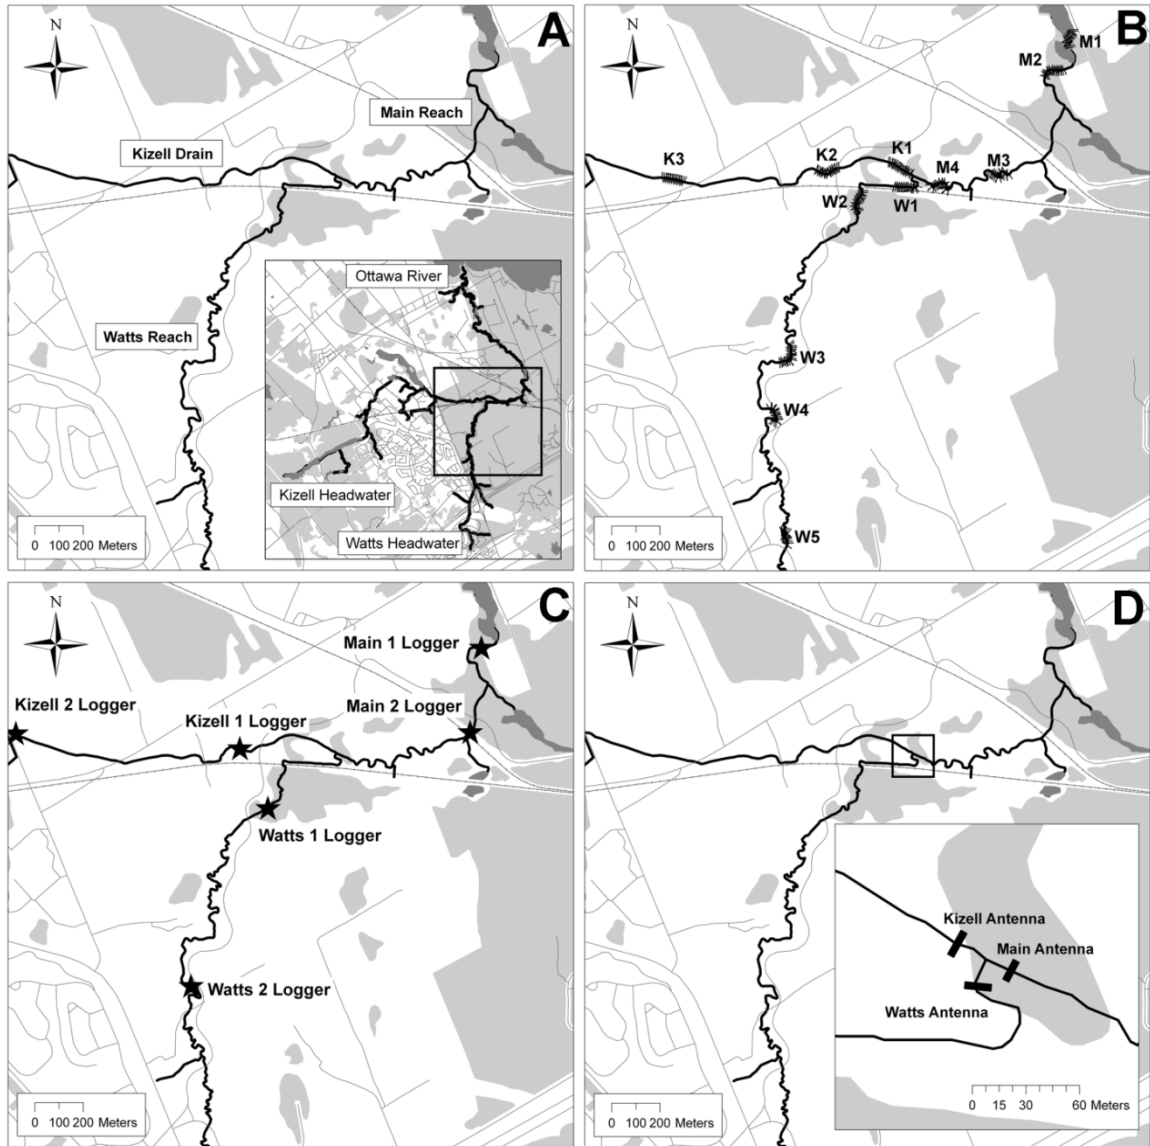 A
N
Main Reach
Kizell Drain
Watts Reach
Ottawa River
Kizell Headwater
Watts Headwater
0 100 200 Meters
B
N
M1
M2
K3
K2
K1
M4
M3
W2
W1
W3
W4
W5
0 100 200 Meters
C
N
Main 1 Logger
Kizell 2 Logger
Kizell 1 Logger
Main 2 Logger
Watts 1 Logger
Watts 2 Logger
0 100 200 Meters
D
N
Kizell Antenna
Main Antenna
Watts Antenna
0 15 30 60 Meters
0 100 200 Meters